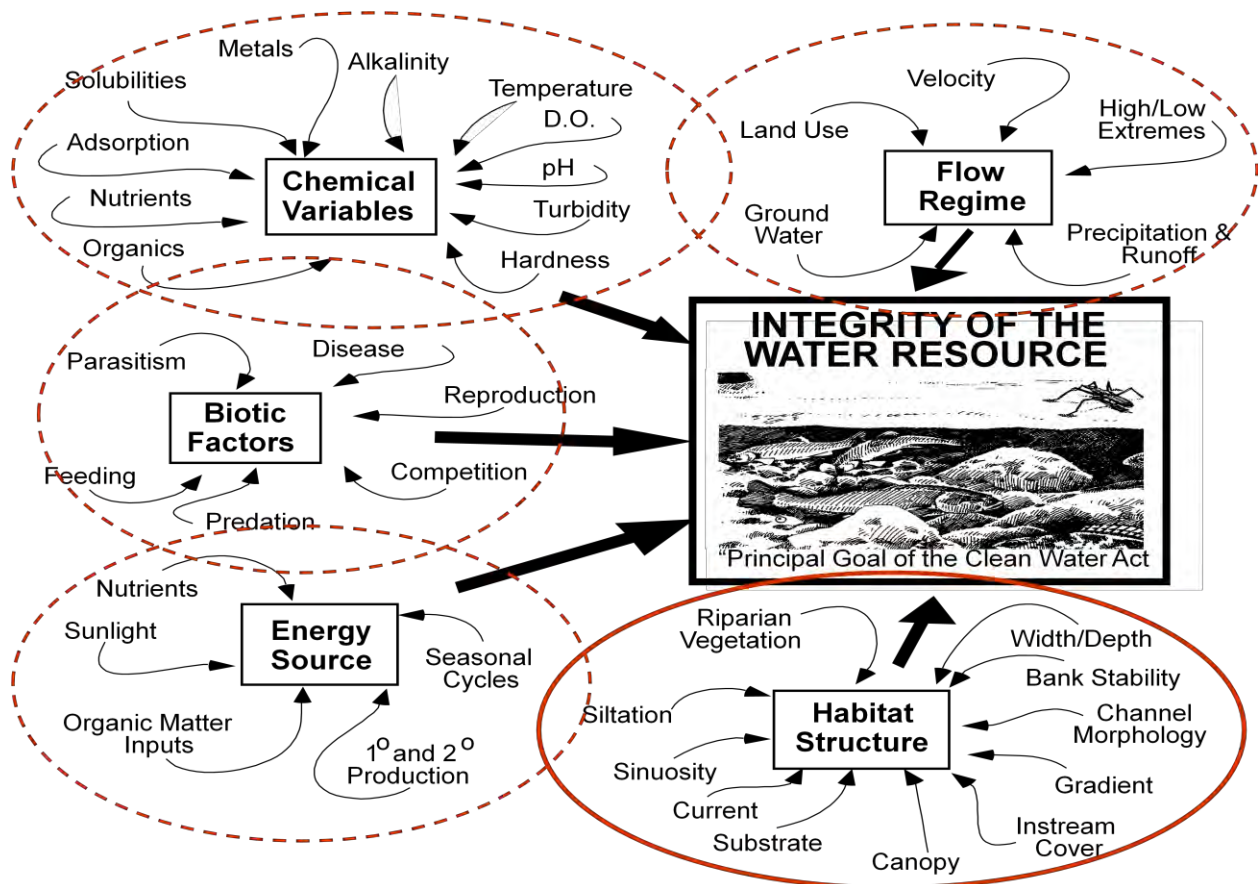 Metals
Alkalinity
Solubilities
Temperature
D.O.
Adsorption
pH
Chemical
Variables
Nutrients
Turbidity
Organics
Hardness
Velocity
High/Low
Extremes
Land Use
Flow
Regime
Ground
Water
Precipitation &
Runoff
INTEGRITY OF THE
WATER RESOURCE
"Principal Goal of the Clean Water Act
Parasitism
Disease
Reproduction
Biotic
Factors
Feeding
Competition
Predation
Nutrients
Sunlight
Energy
Source
Seasonal
Cycles
Organic Matter
Inputs
1º and 2º
Production
Riparian
Vegetation
Width/Depth
Bank Stability
Siltation
Habitat
Structure
Channel
Morphology
Sinuosity
Gradient
Current
Substrate
Canopy
Instream
Cover